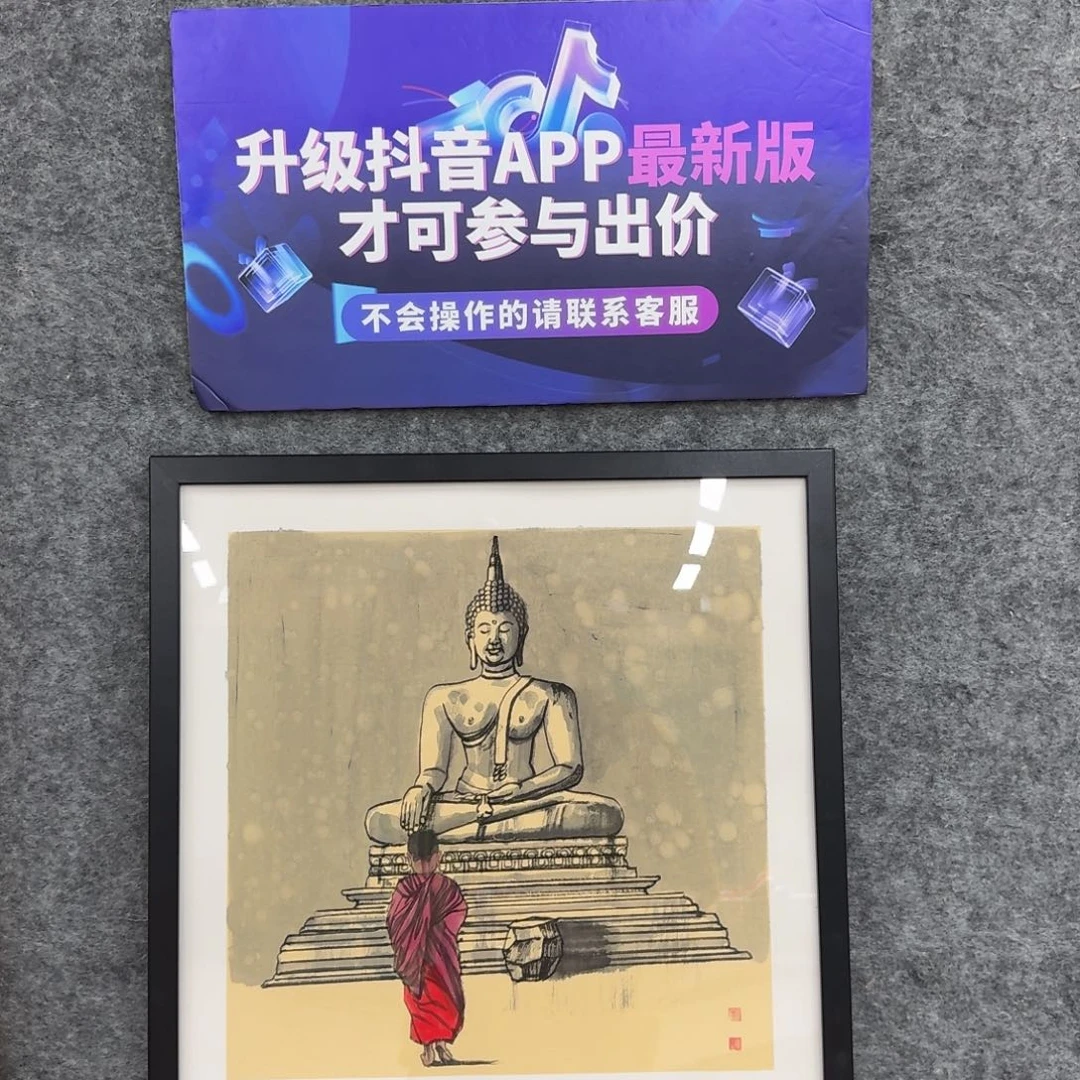 升级抖音APP最新版
才可参与出价
不会操作的请联系客服